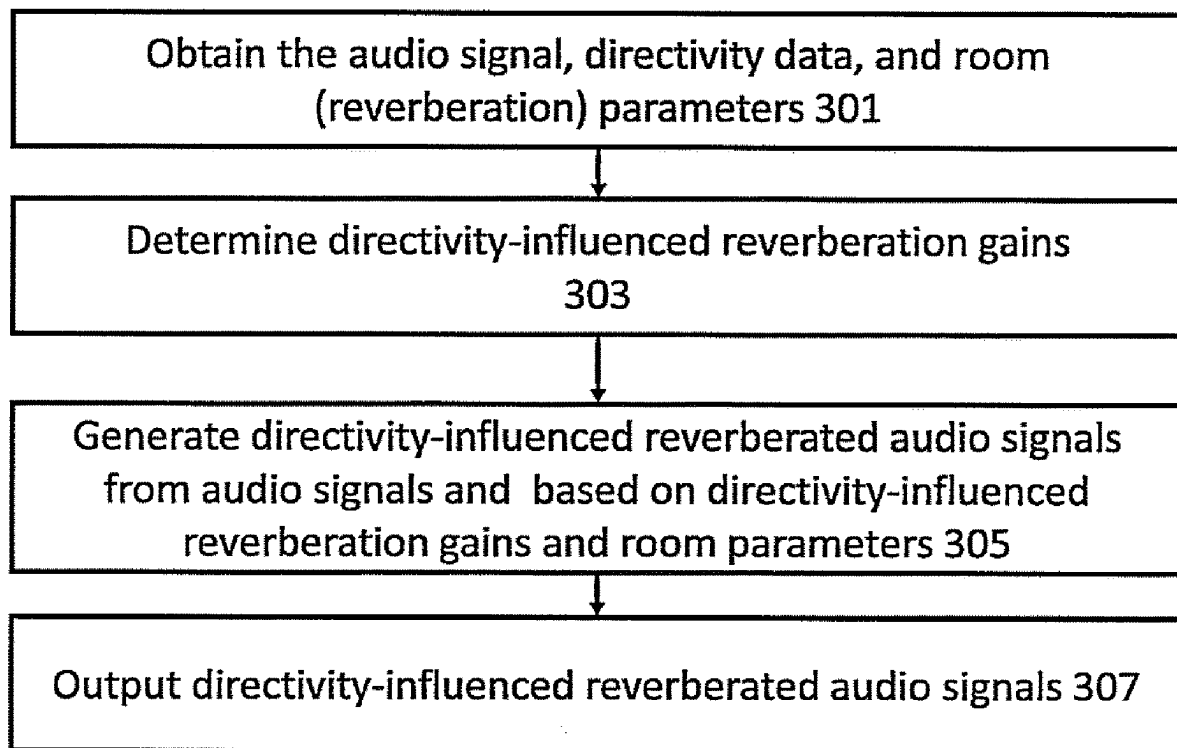 Obtain the audio signal, directivity data, and room
(reverberation) parameters 301
Determine directivity-influenced reverberation gains
303
Generate directivity-influenced reverberated audio signals
from audio signals and based on directivity-influenced
reverberation gains and room parameters 305
Output directivity-influenced reverberated audio signals 307